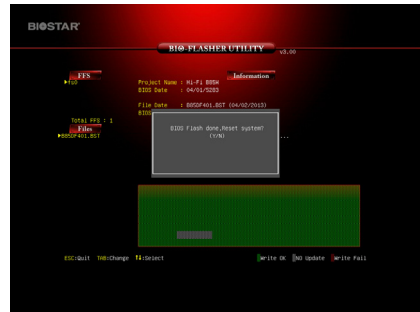 BIOSTAR
BIO-FLASHER UTILITY v3.00
FFS
fs0
Information
Project Name : Hi-Fi B85W
BIOS Date : 04/01/5203
File Date : B85DF401.BST (04/02/2013)
BIOS
Total FFS : 1
Files
B85DF401.BST
BIOS Flash done,Reset system?
(Y/N)
...
ESC:Quit TAB:Change ↑↓:Select
Write OK NO Update Write Fail